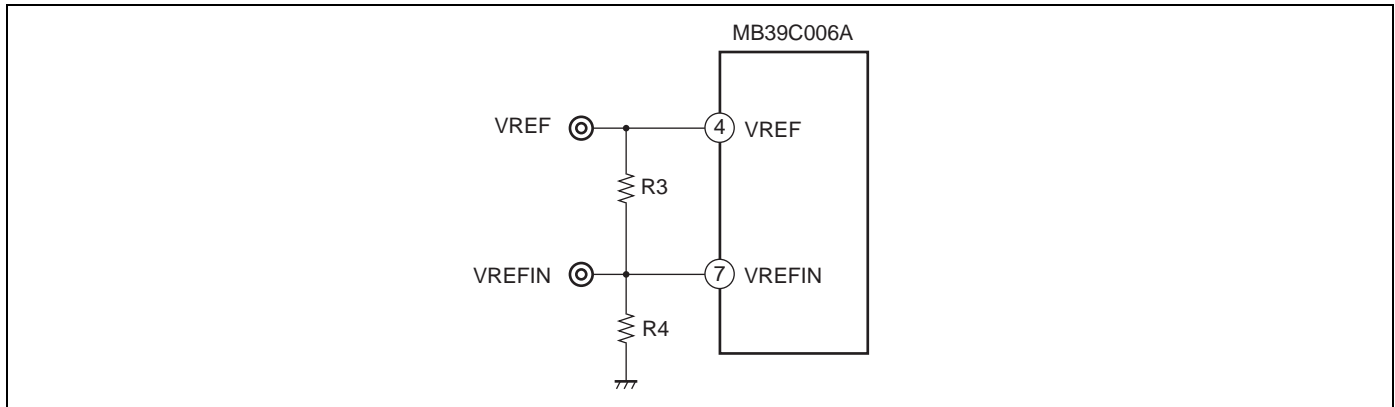 MB39C006A
VREF 4 VREF
R3
VREFIN 7 VREFIN
R4